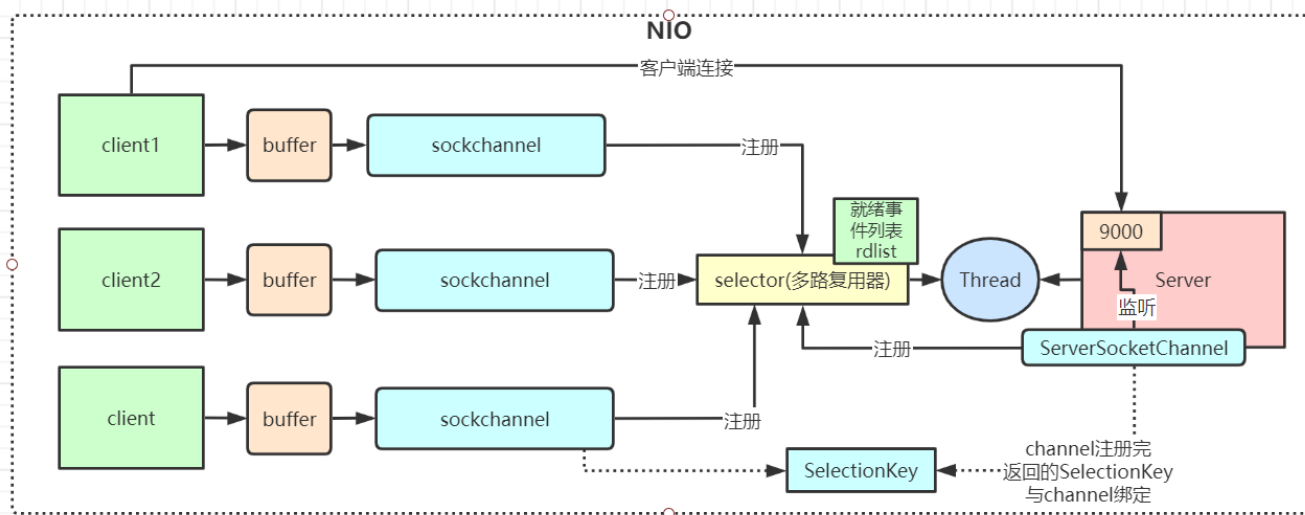 NIO
客户端连接
client1
buffer
sockchannel
注册
就绪事
件列表
rdlist
9000
client2
buffer
sockchannel
注册
selector(多路复用器)
Thread
Server
监听
注册
ServerSocketChannel
client
buffer
sockchannel
注册
SelectionKey
channel注册完
返回的SelectionKey
与channel绑定